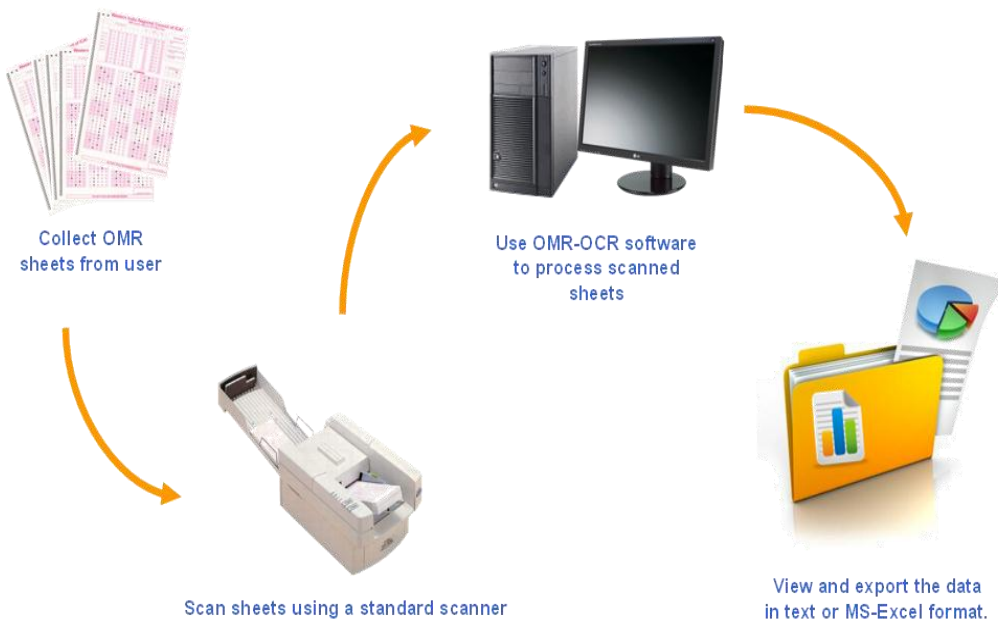 Collect OMR
sheets from user
Scan sheets using a standard scanner
Use OMR-OCR software
to process scanned
sheets
View and export the data
in text or MS-Excel format.